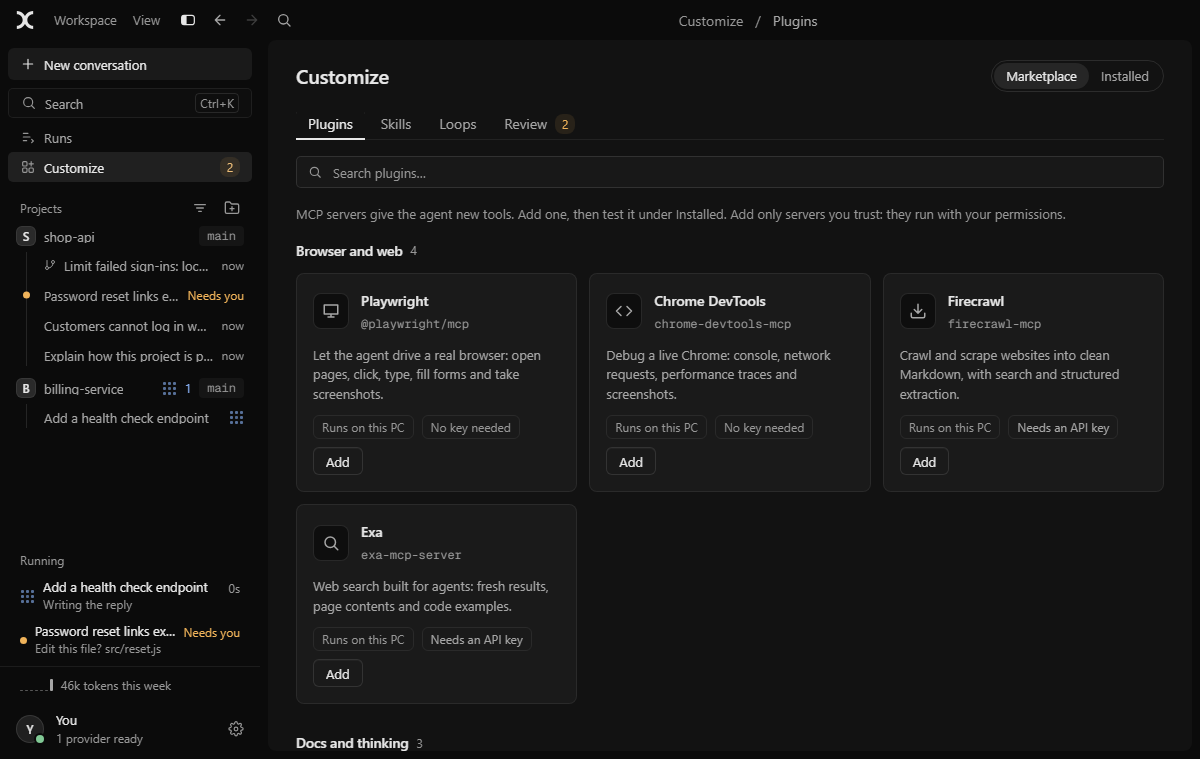 Workspace View
Customize / Plugins
New conversation
Search Ctrl+K
Runs
Customize 2
Projects
S shop-api main
Limit failed sign-ins: loc... now
Password reset links e... Needs you
Customers cannot log in w... now
Explain how this project is p... now
B billing-service 1 main
Add a health check endpoint
Running
Add a health check endpoint 0s
Writing the reply
Password reset links ex... Needs you
Edit this file? src/reset.js
46k tokens this week
Y You
1 provider ready
Customize
Marketplace Installed
Plugins Skills Loops Review 2
Search plugins...
MCP servers give the agent new tools. Add one, then test it under Installed. Add only servers you trust: they run with your permissions.
Browser and web 4
Playwright
@playwright/mcp
Let the agent drive a real browser: open
pages, click, type, fill forms and take
screenshots.
Runs on this PC No key needed
Add
Chrome DevTools
chrome-devtools-mcp
Debug a live Chrome: console, network
requests, performance traces and
screenshots.
Runs on this PC No key needed
Add
Firecrawl
firecrawl-mcp
Crawl and scrape websites into clean
Markdown, with search and structured
extraction.
Runs on this PC Needs an API key
Add
Exa
exa-mcp-server
Web search built for agents: fresh results,
page contents and code examples.
Runs on this PC Needs an API key
Add
Docs and thinking 3